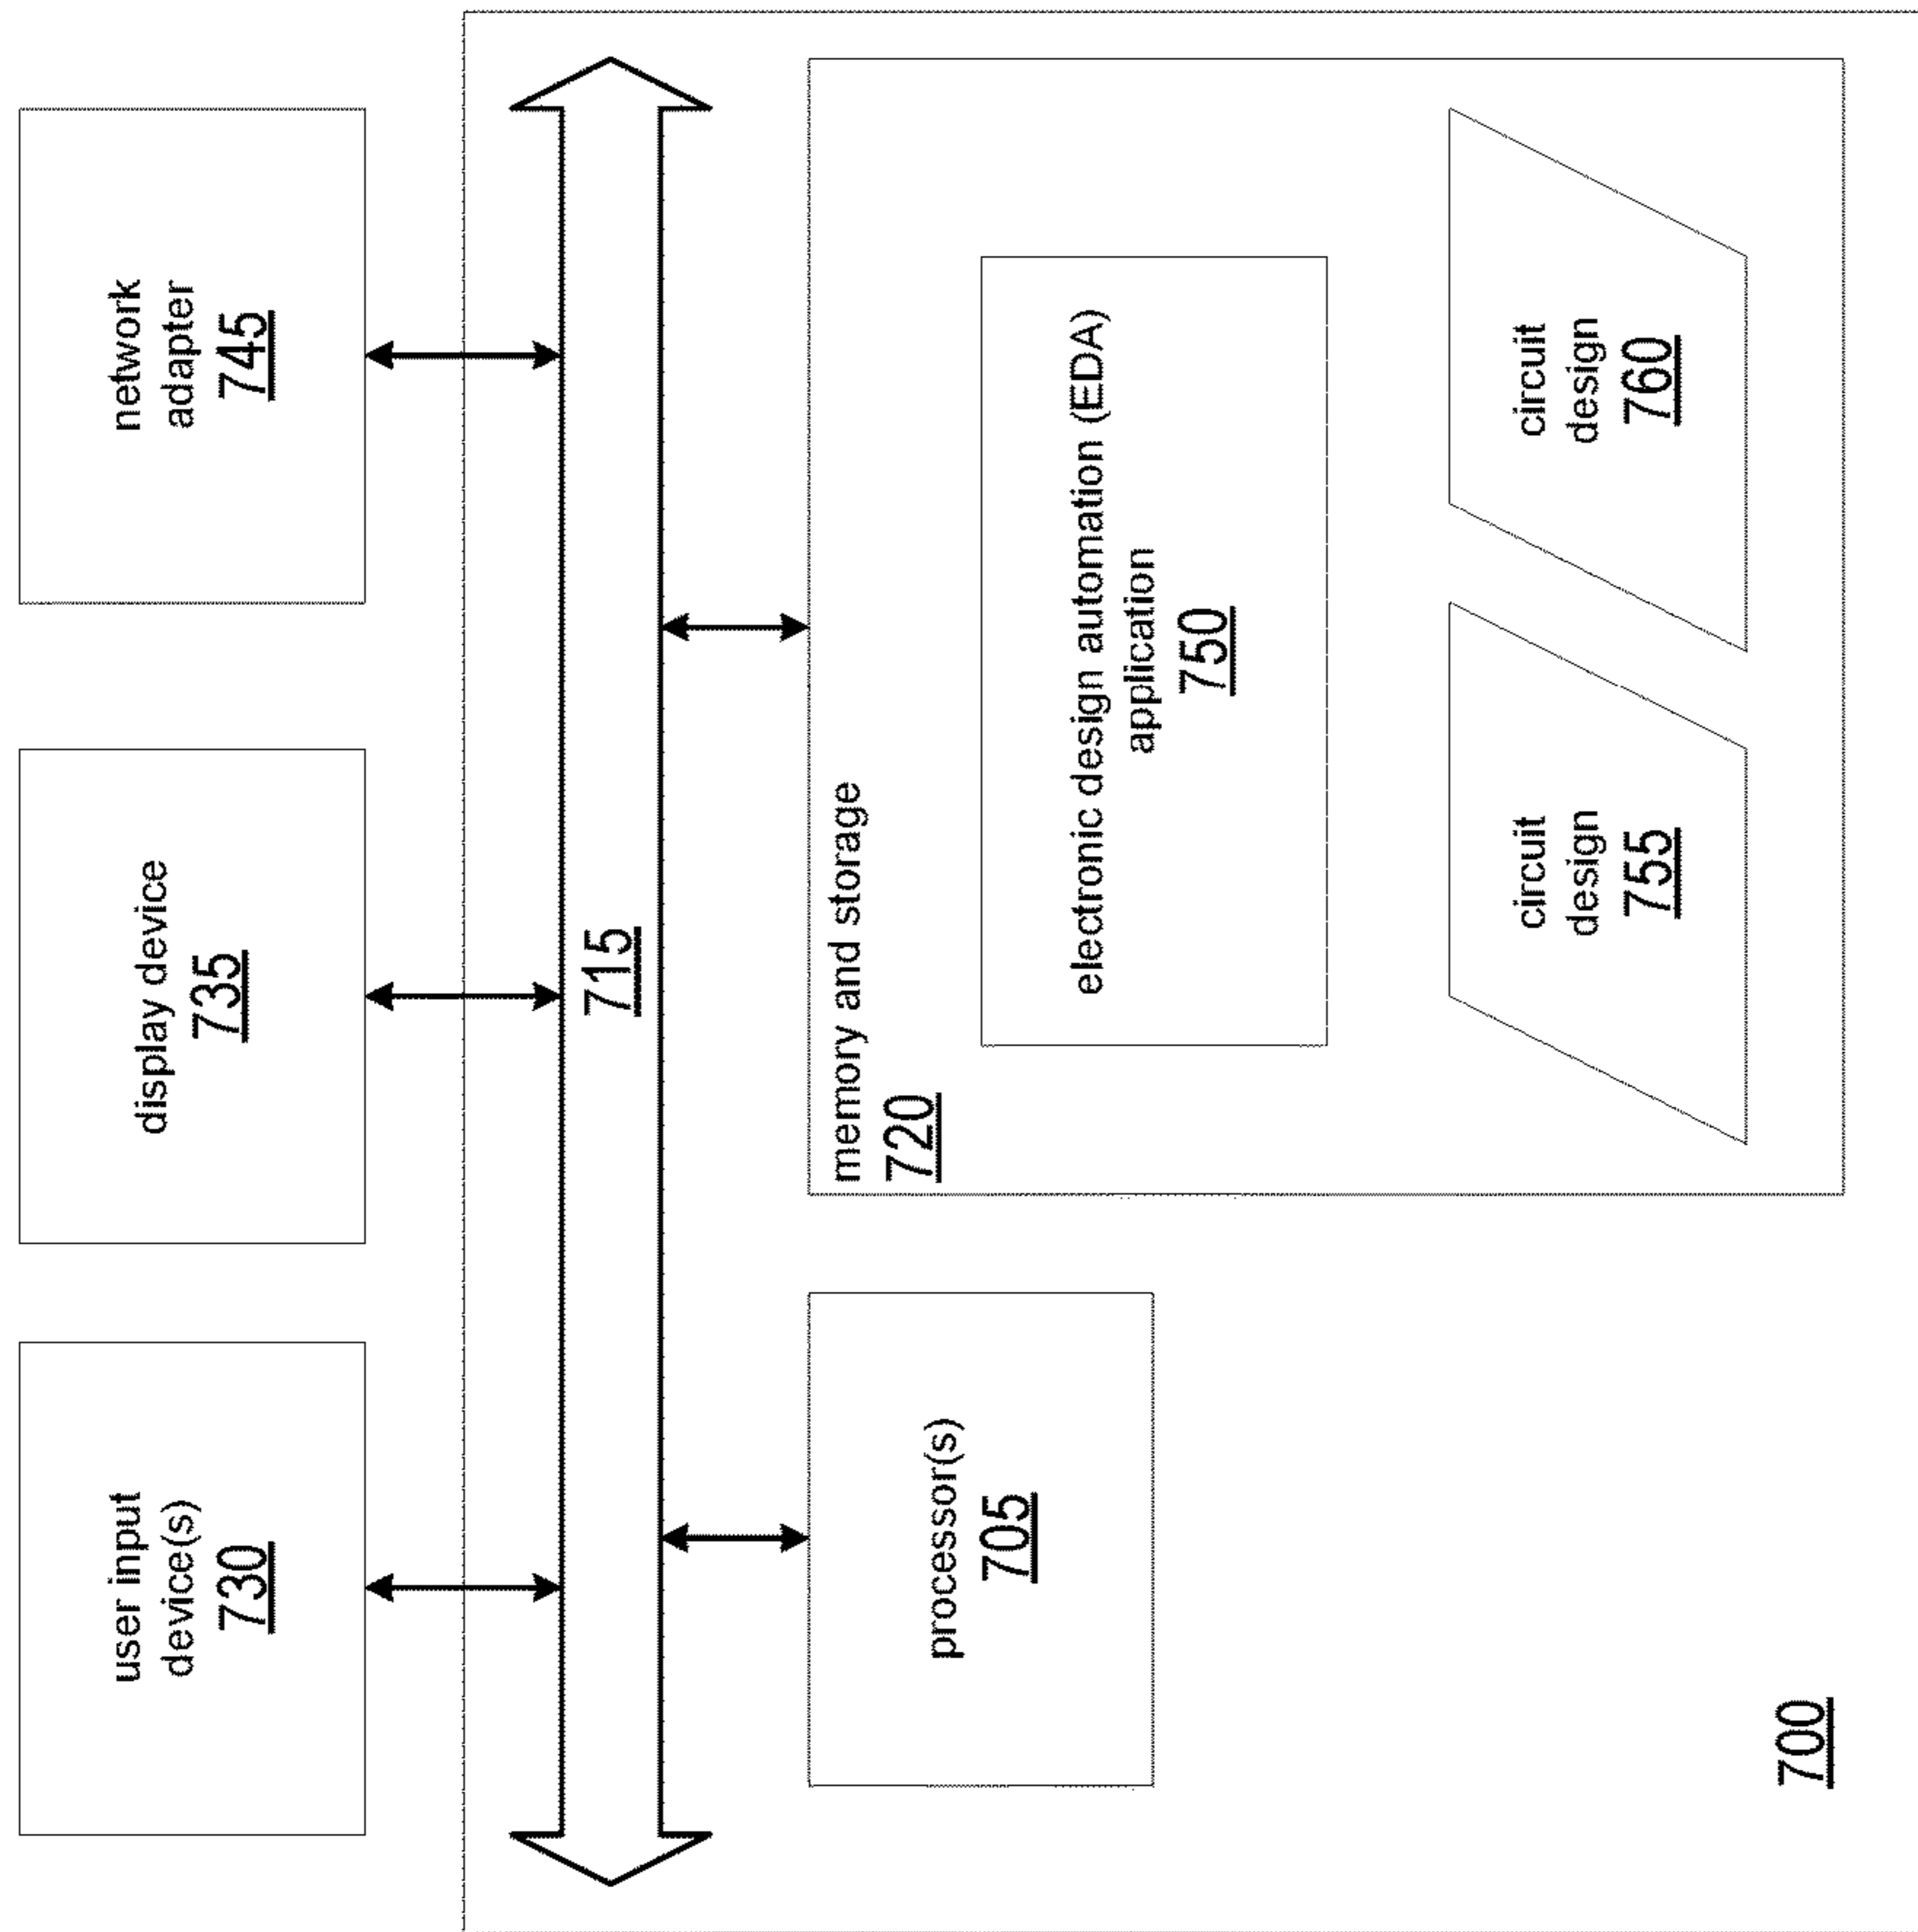 user input
device(s)
730
display device
735
network
adapter
745
715
processor(s)
705
memory and storage
720
electronic design automation (EDA)
application
750
circuit
design
755
circuit
design
760
700